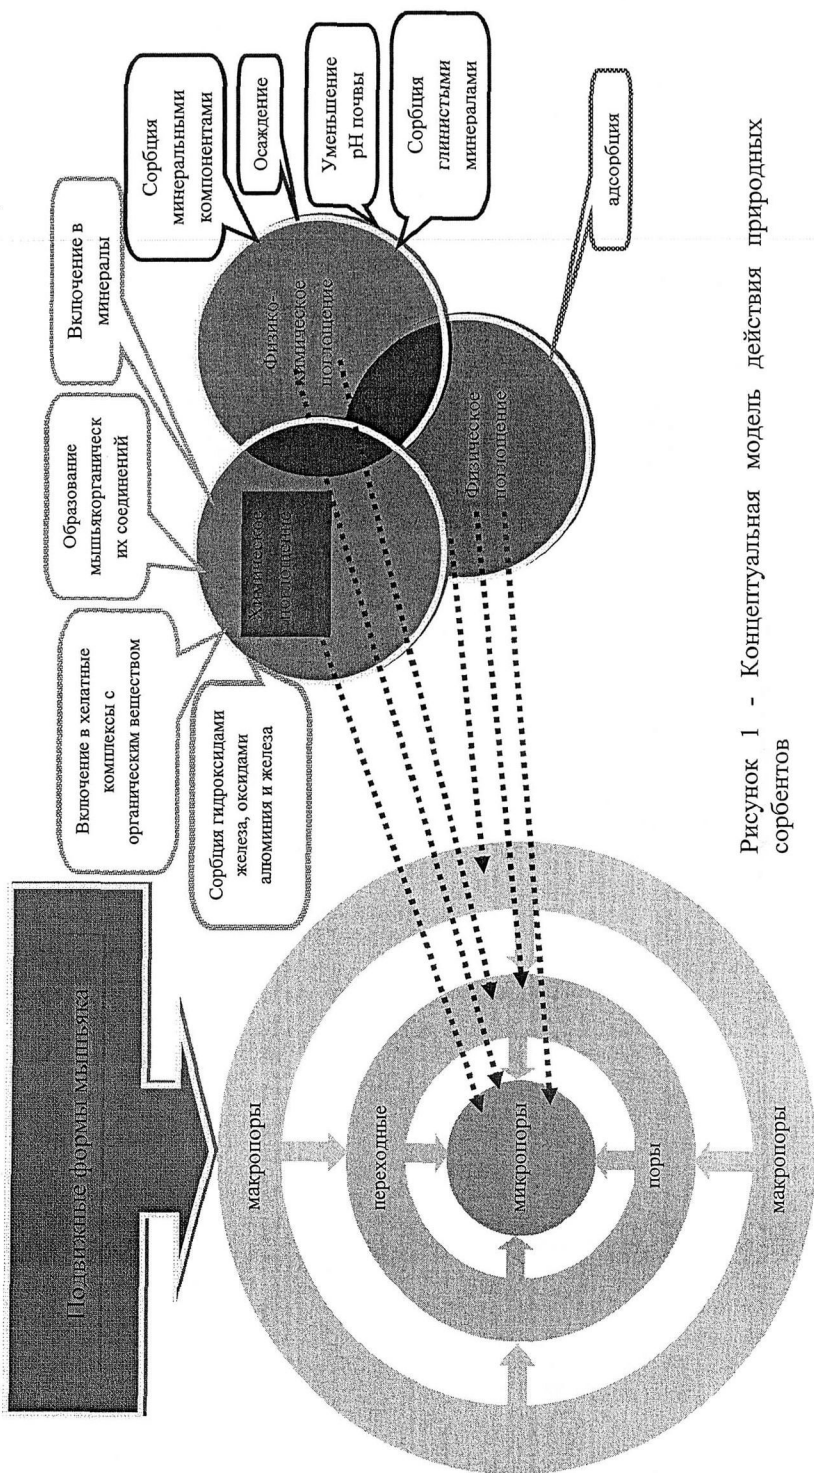 Подвижные формы мышьяка
Включение в хелатные
комплексы с
органическим веществом
Образование
мышьякорганическ
их соединений
Включение в
минералы
Сорбция
минеральными
компонентами
Осаждение
Уменьшение
pH почвы
Сорбция
глинистыми
минералами
Сорбция гидроксидами
железа, оксидами
алюминия и железа
Химическое
поглощение
Физико-
химическое
поглощение
Физическое
поглощение
адсорбция
макропоры
переходные
микропоры
поры
макропоры
Рисунок 1 - Концептуальная модель действия природных
сорбентов